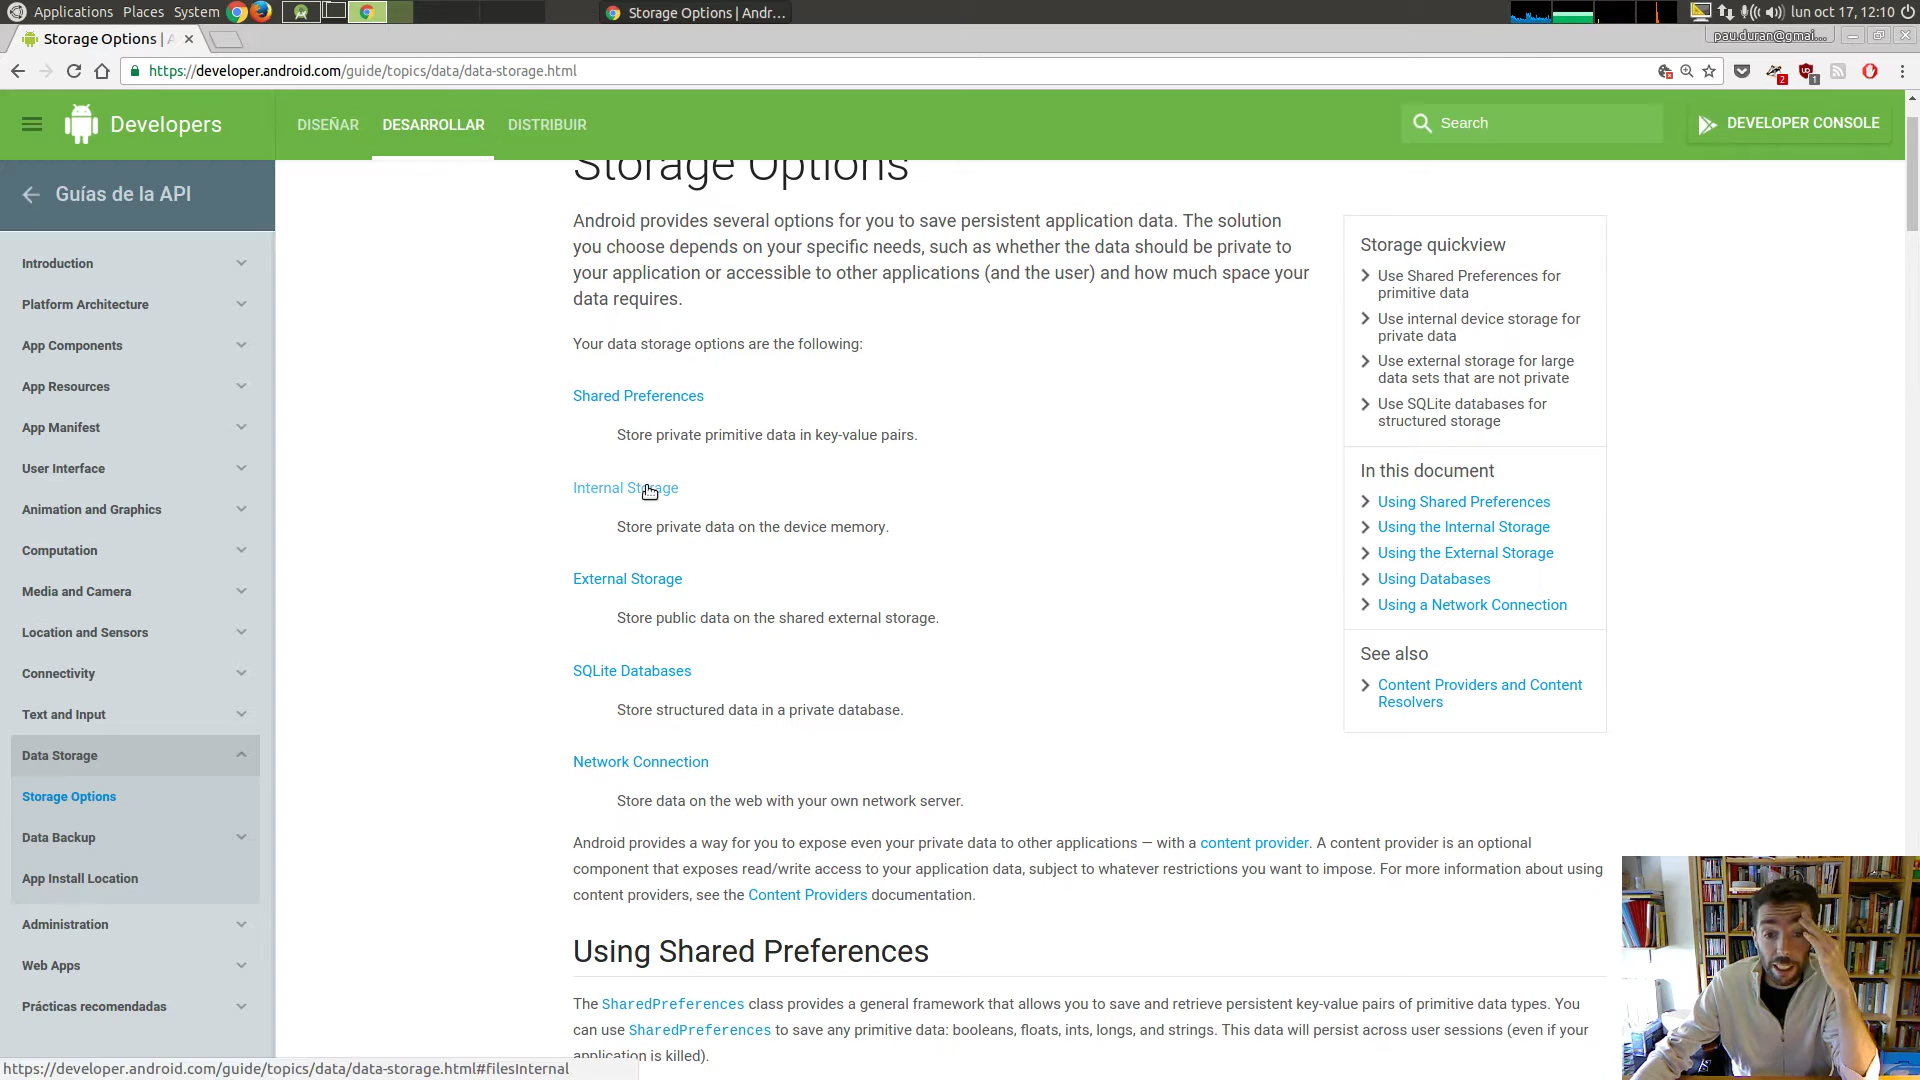 Applications Places System
Storage Options | Andr...
lun oct 17, 12:10
Storage Options |
pau.duran@gmai...
https://developer.android.com/guide/topics/data/data-storage.html
2
1
Developers
DISEÑAR DESARROLLAR DISTRIBUIR
Search
DEVELOPER CONSOLE
Guías de la API
Introduction
Platform Architecture
App Components
App Resources
App Manifest
User Interface
Animation and Graphics
Computation
Media and Camera
Location and Sensors
Connectivity
Text and Input
Data Storage
Storage Options
Data Backup
App Install Location
Administration
Web Apps
Prácticas recomendadas
Storage Options
Android provides several options for you to save persistent application data. The solution
you choose depends on your specific needs, such as whether the data should be private to
your application or accessible to other applications (and the user) and how much space your
data requires.
Your data storage options are the following:
Shared Preferences
Store private primitive data in key-value pairs.
Internal Storage
Store private data on the device memory.
External Storage
Store public data on the shared external storage.
SQLite Databases
Store structured data in a private database.
Network Connection
Store data on the web with your own network server.
Android provides a way for you to expose even your private data to other applications — with a content provider. A content provider is an optional
component that exposes read/write access to your application data, subject to whatever restrictions you want to impose. For more information about using
content providers, see the Content Providers documentation.
Using Shared Preferences
The SharedPreferences class provides a general framework that allows you to save and retrieve persistent key-value pairs of primitive data types. You
can use SharedPreferences to save any primitive data: booleans, floats, ints, longs, and strings. This data will persist across user sessions (even if your
application is killed).
Storage quickview
Use Shared Preferences for
primitive data
Use internal device storage for
private data
Use external storage for large
data sets that are not private
Use SQLite databases for
structured storage
In this document
Using Shared Preferences
Using the Internal Storage
Using the External Storage
Using Databases
Using a Network Connection
See also
Content Providers and Content
Resolvers
https://developer.android.com/guide/topics/data/data-storage.html#filesInternal